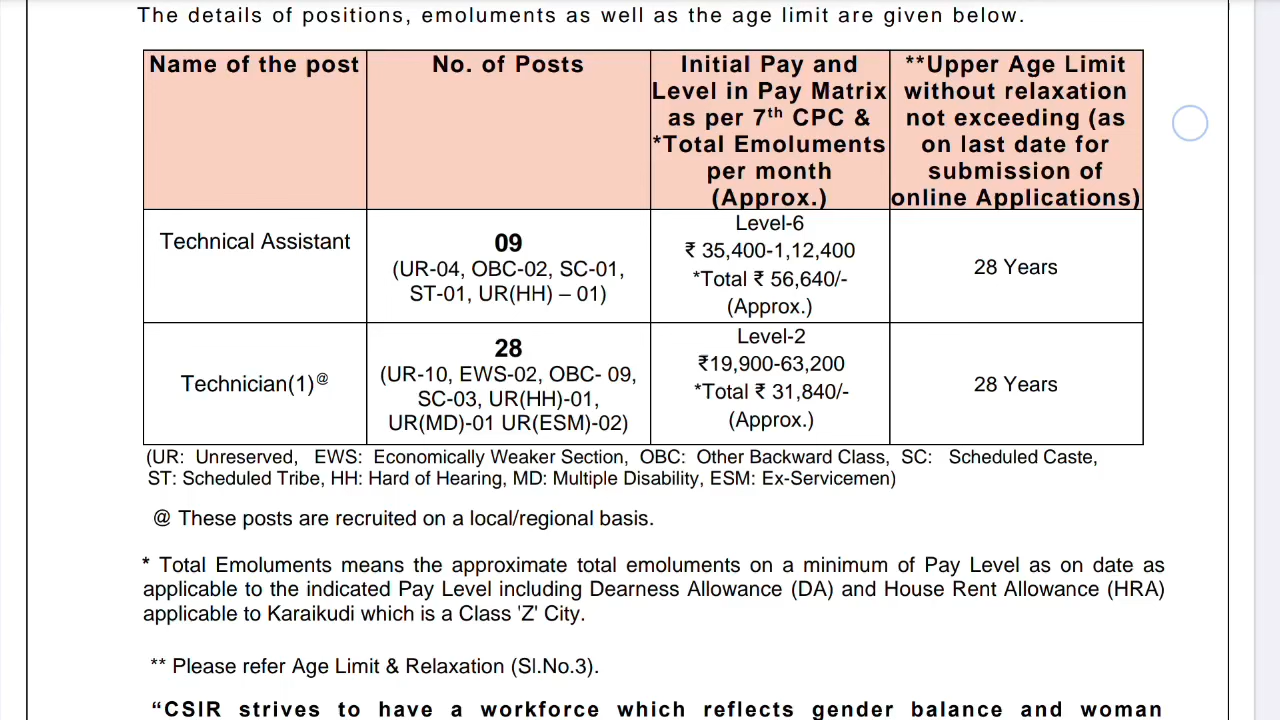 The details of positions, emoluments as well as the age limit are given below.
Name of the post
No. of Posts
Initial Pay and
Level in Pay Matrix
as per 7th CPC &
*Total Emoluments
per month
(Approx.)
**Upper Age Limit
without relaxation
not exceeding (as
on last date for
submission of
online Applications)
Technical Assistant
09
(UR-04, OBC-02, SC-01,
ST-01, UR(HH) – 01)
Level-6
₹ 35,400-1,12,400
*Total ₹ 56,640/-
(Approx.)
28 Years
Technician(1)@
28
(UR-10, EWS-02, OBC- 09,
SC-03, UR(HH)-01,
UR(MD)-01 UR(ESM)-02)
Level-2
₹19,900-63,200
*Total ₹ 31,840/-
(Approx.)
28 Years
(UR: Unreserved, EWS: Economically Weaker Section, OBC: Other Backward Class, SC: Scheduled Caste,
ST: Scheduled Tribe, HH: Hard of Hearing, MD: Multiple Disability, ESM: Ex-Servicemen)
@ These posts are recruited on a local/regional basis.
* Total Emoluments means the approximate total emoluments on a minimum of Pay Level as on date as
applicable to the indicated Pay Level including Dearness Allowance (DA) and House Rent Allowance (HRA)
applicable to Karaikudi which is a Class 'Z' City.
** Please refer Age Limit & Relaxation (Sl.No.3).
“CSIR strives to have a workforce which reflects gender balance and woman